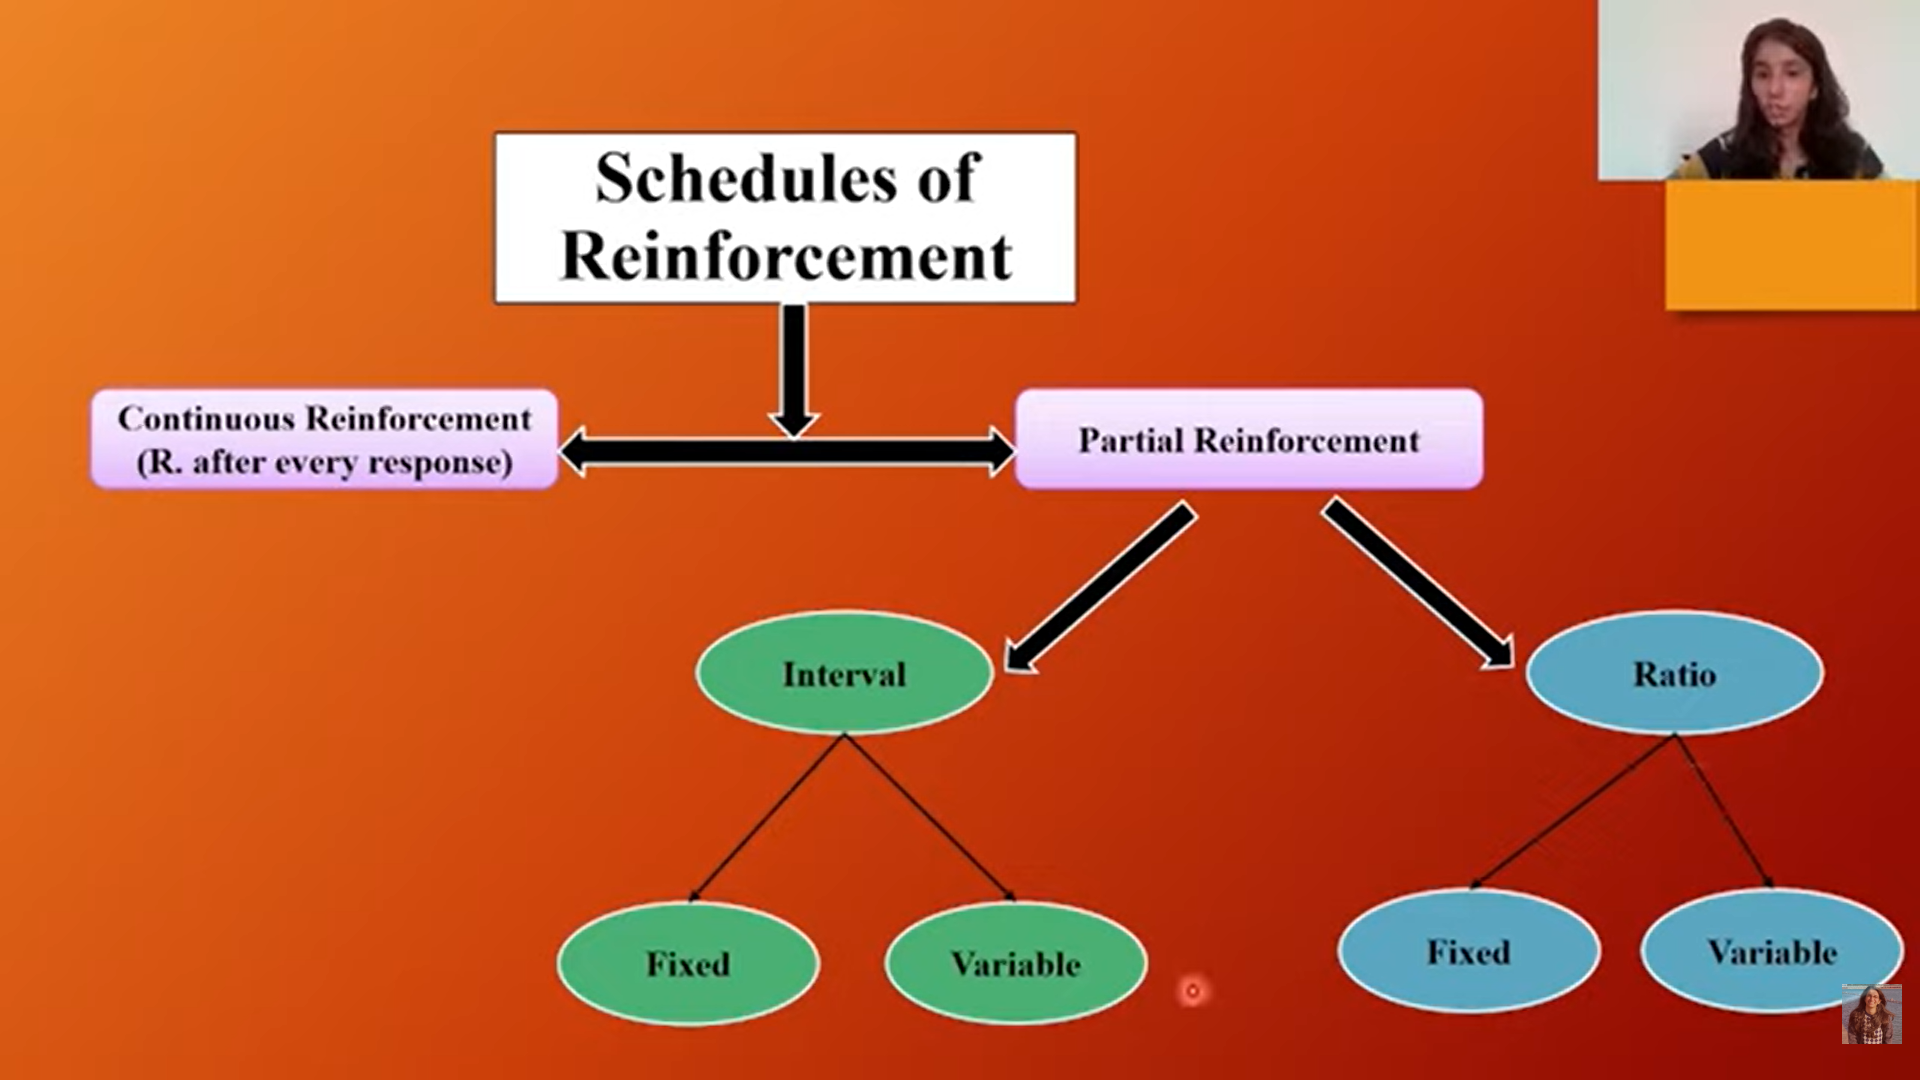 Schedules of
Reinforcement
Continuous Reinforcement
(R. after every response)
Partial Reinforcement
Interval
Ratio
Fixed
Variable
Fixed
Variable